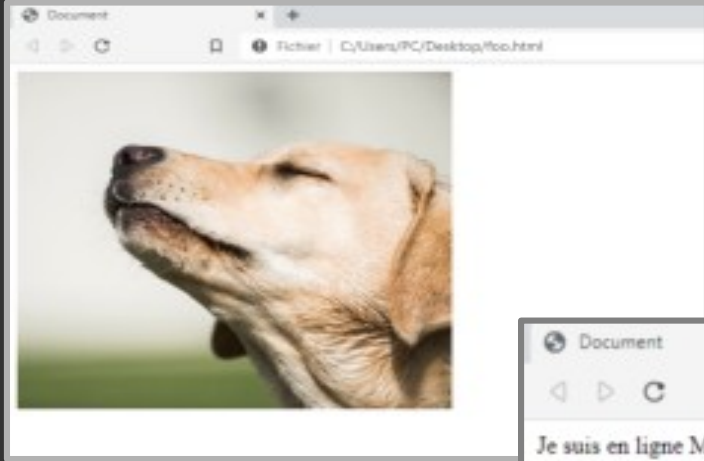 Document
Fichier | C:/Users/PC/Desktop/foo.html
Document
Je suis en ligne